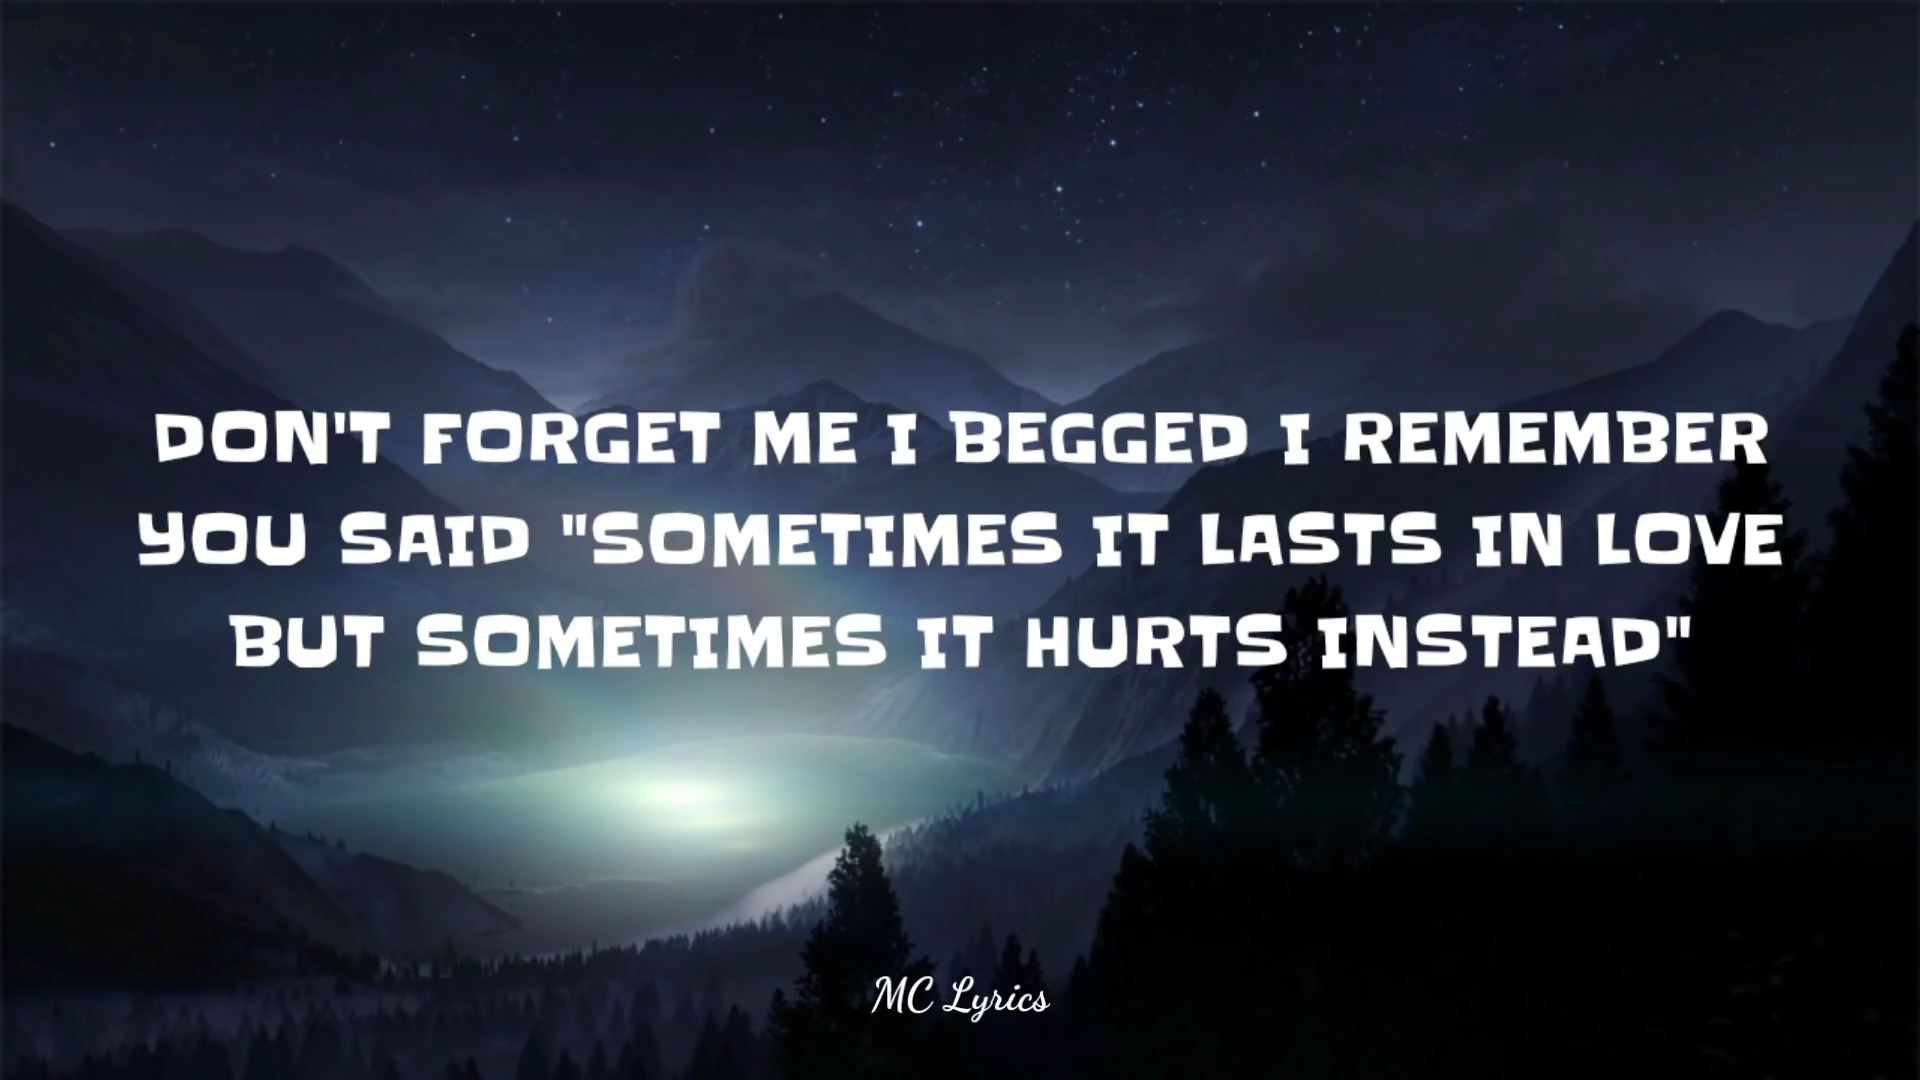 DON'T FORGET ME I BEGGED I REMEMBER
YOU SAID "SOMETIMES IT LASTS IN LOVE
BUT SOMETIMES IT HURTS INSTEAD"
MC Lyrics